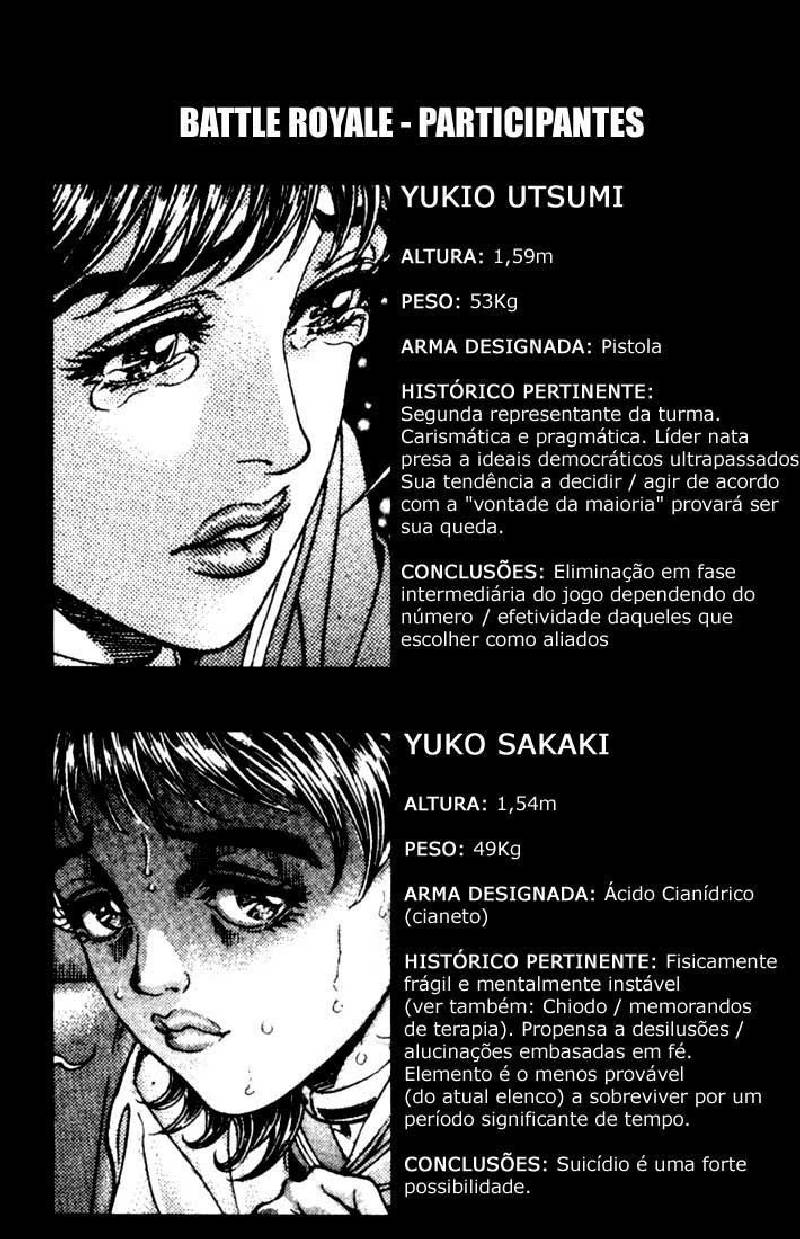 BATTLE ROYALE - PARTICIPANTES
YUKIO UTSUMI
ALTURA: 1,59m
PESO: 53Kg
ARMA DESIGNADA: Pistola
HISTÓRICO PERTINENTE:
Segunda representante da turma.
Carismática e pragmática. Líder nata
presa a ideais democráticos ultrapassados
Sua tendência a decidir / agir de acordo
com a "vontade da maioria" provará ser
sua queda.
CONCLUSÕES: Eliminação em fase
intermediária do jogo dependendo do
número / efetividade daqueles que
escolher como aliados
YUKO SAKAKI
ALTURA: 1,54m
PESO: 49Kg
ARMA DESIGNADA: Ácido Cianídrico
(cianeto)
HISTÓRICO PERTINENTE: Fisicamente
frágil e mentalmente instável
(ver também: Chiodo / memorandos
de terapia). Propensa a desilusões /
alucinações embasadas em fé.
Elemento é o menos provável
(do atual elenco) a sobreviver por um
período significante de tempo.
CONCLUSÕES: Suicídio é uma forte
possibilidade.